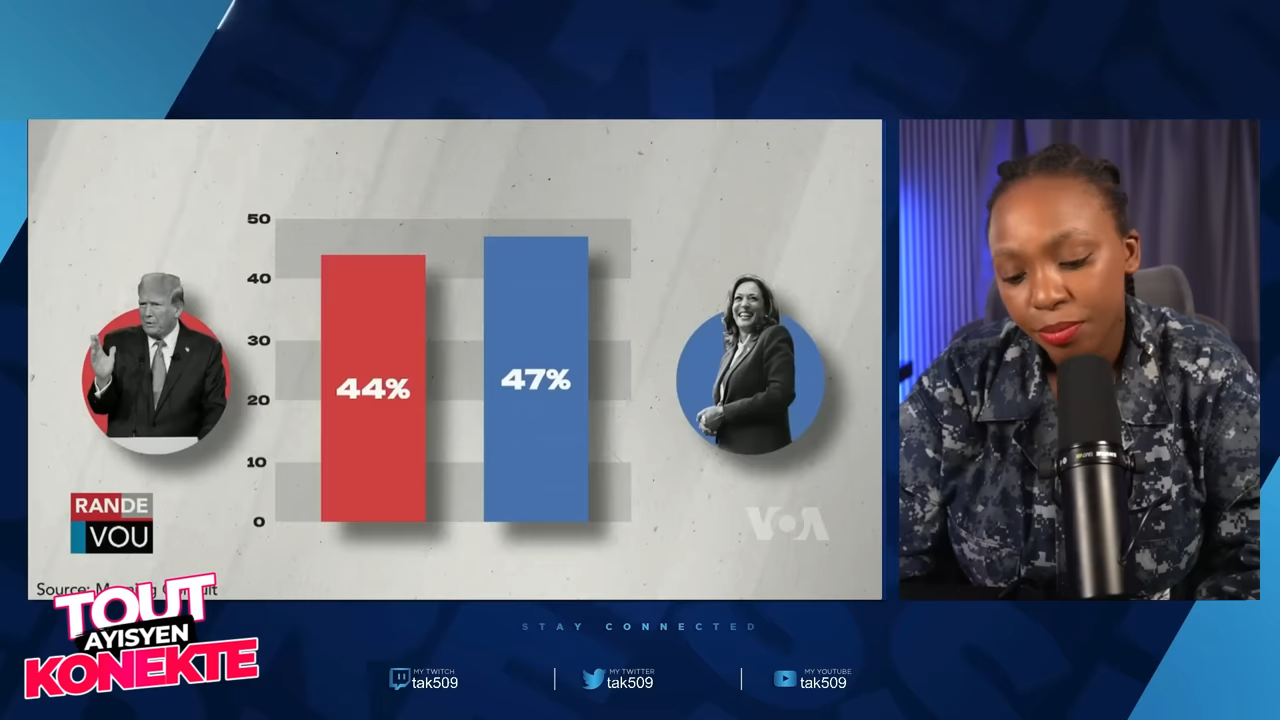 50
40
30
20
10
0
44%
47%
RANDE
VOU
VOA
Source:
TOUT
AYISYEN
KONEKTE
STAY CONNECTED
MY TWITCH
tak509
MY TWITTER
tak509
MY YOUTUBE
tak509